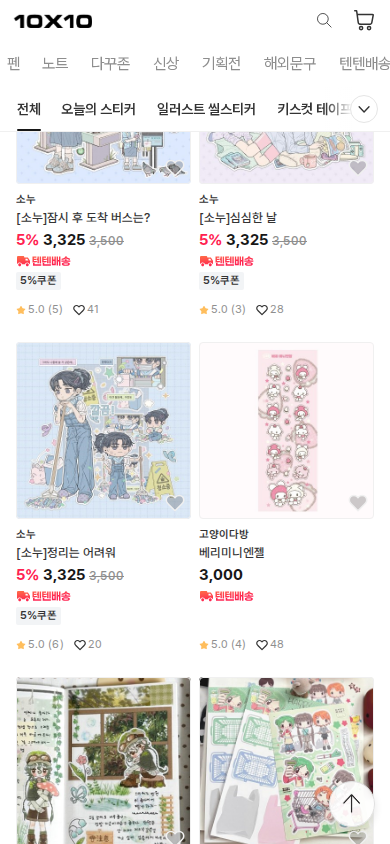 10X10
펜 노트 다꾸존 신상 기획전 해외문구 텐텐배송
전체 오늘의 스티커 일러스트 씰스티커 키스컷 테이프
소누
[소누]잠시 후 도착 버스는?
5% 3,325 3,500
텐텐배송
5%쿠폰
5.0 (5) 41
소누
[소누]심심한 날
5% 3,325 3,500
텐텐배송
5%쿠폰
5.0 (3) 28
소누
[소누]정리는 어려워
5% 3,325 3,500
텐텐배송
5%쿠폰
5.0 (6) 20
고양이다방
베리미니엔젤
3,000
텐텐배송
5.0 (4) 48